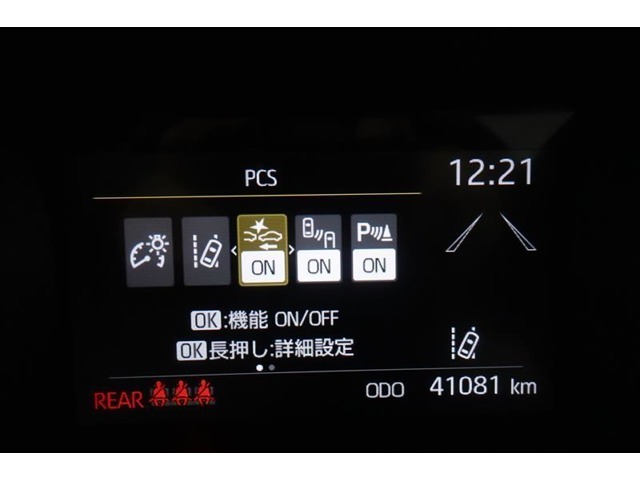 PCS
12:21
P
ON ON ON
OK:機能 ON/OFF
OK長押し:詳細設定
REAR
ODO 41081 km